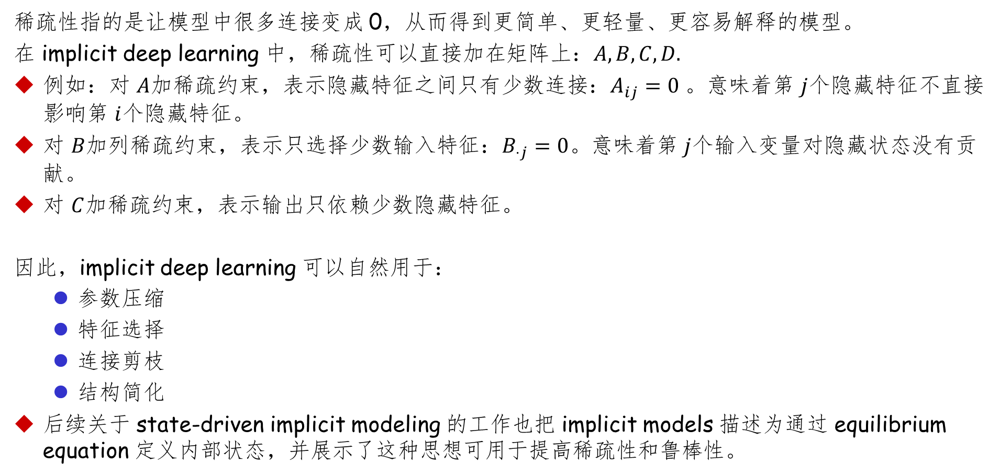 稀疏性指的是让模型中很多连接变成 0，从而得到更简单、更轻量、更容易解释的模型。
在 implicit deep learning 中，稀疏性可以直接加在矩阵上：A, B, C, D.
◆ 例如：对 A加稀疏约束，表示隐藏特征之间只有少数连接：A_{ij} = 0 。意味着第 j个隐藏特征不直接
影响第 i个隐藏特征。
◆ 对 B加列稀疏约束，表示只选择少数输入特征：B_{·j} = 0。意味着第 j个输入变量对隐藏状态没有贡
献。
◆ 对 C加稀疏约束，表示输出只依赖少数隐藏特征。
因此，implicit deep learning 可以自然用于：
● 参数压缩
● 特征选择
● 连接剪枝
● 结构简化
◆ 后续关于 state-driven implicit modeling 的工作也把 implicit models 描述为通过 equilibrium
equation 定义内部状态，并展示了这种思想可用于提高稀疏性和鲁棒性。